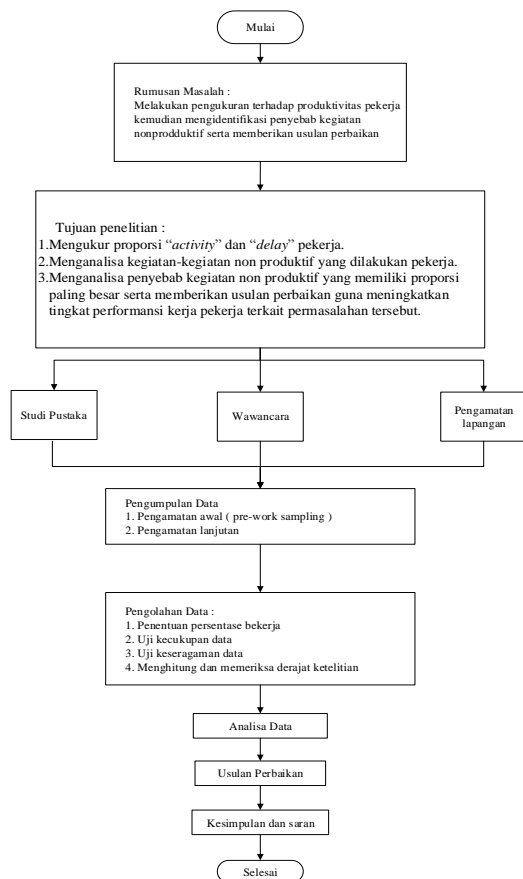 Mulai
Rumusan Masalah :
Melakukan pengukuran terhadap produktivitas pekerja
kemudian mengidentifikasi penyebab kegiatan
nonprodduktif serta memberikan usulan perbaikan
Tujuan penelitian :
1.Mengukur proporsi “activity” dan “delay” pekerja.
2.Menganalisa kegiatan-kegiatan non produktif yang dilakukan pekerja.
3.Menganalisa penyebab kegiatan non produktif yang memiliki proporsi
paling besar serta memberikan usulan perbaikan guna meningkatkan
tingkat performansi kerja pekerja terkait permasalahan tersebut.
Studi Pustaka
Wawancara
Pengamatan
lapangan
Pengumpulan Data
1. Pengamatan awal ( pre-work sampling )
2. Pengamatan lanjutan
Pengolahan Data :
1. Penentuan persentase bekerja
2. Uji kecukupan data
3. Uji keseragaman data
4. Menghitung dan memeriksa derajat ketelitian
Analisa Data
Usulan Perbaikan
Kesimpulan dan saran
Selesai